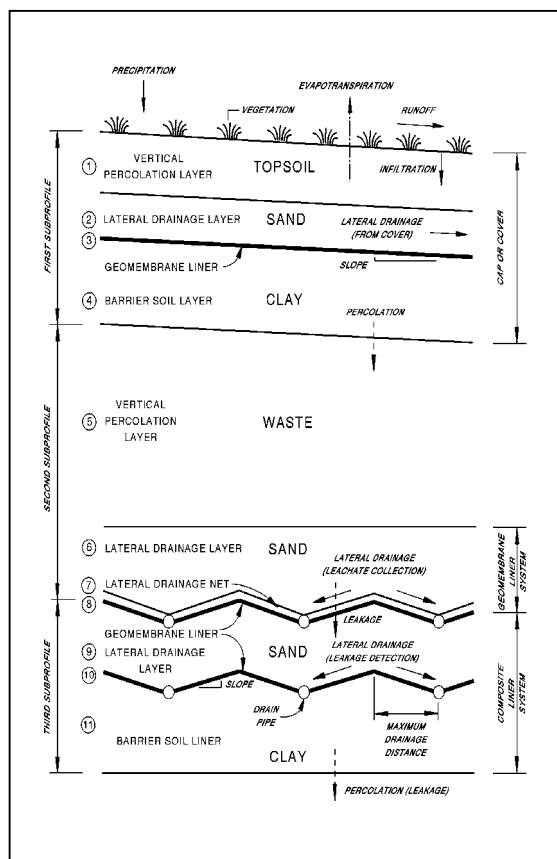 PRECIPITATION
EVAPOTRANSPIRATION
VEGETATION
RUNOFF
① VERTICAL
PERCOLATION LAYER
TOPSOIL
INFILTRATION
② LATERAL DRAINAGE LAYER
SAND
LATERAL DRAINAGE
(FROM COVER)
③
GEOMEMBRANE LINER
SLOPE
④ BARRIER SOIL LAYER
CLAY
PERCOLATION
FIRST SUBPROFILE
CAP OR COVER
⑤ VERTICAL
PERCOLATION
LAYER
WASTE
SECOND SUBPROFILE
⑥ LATERAL DRAINAGE LAYER
SAND
LATERAL DRAINAGE
(LEACHATE COLLECTION)
⑦ LATERAL DRAINAGE NET
⑧
LEAKAGE
GEOMEMBRANE
LINER
SYSTEM
GEOMEMBRANE LINER
⑨ LATERAL DRAINAGE
LAYER
SAND
LATERAL DRAINAGE
(LEAKAGE DETECTION)
⑩
SLOPE
DRAIN
PIPE
MAXIMUM
DRAINAGE
DISTANCE
⑪
BARRIER SOIL LINER
CLAY
THIRD SUBPROFILE
COMPOSITE
LINER
SYSTEM
PERCOLATION (LEAKAGE)